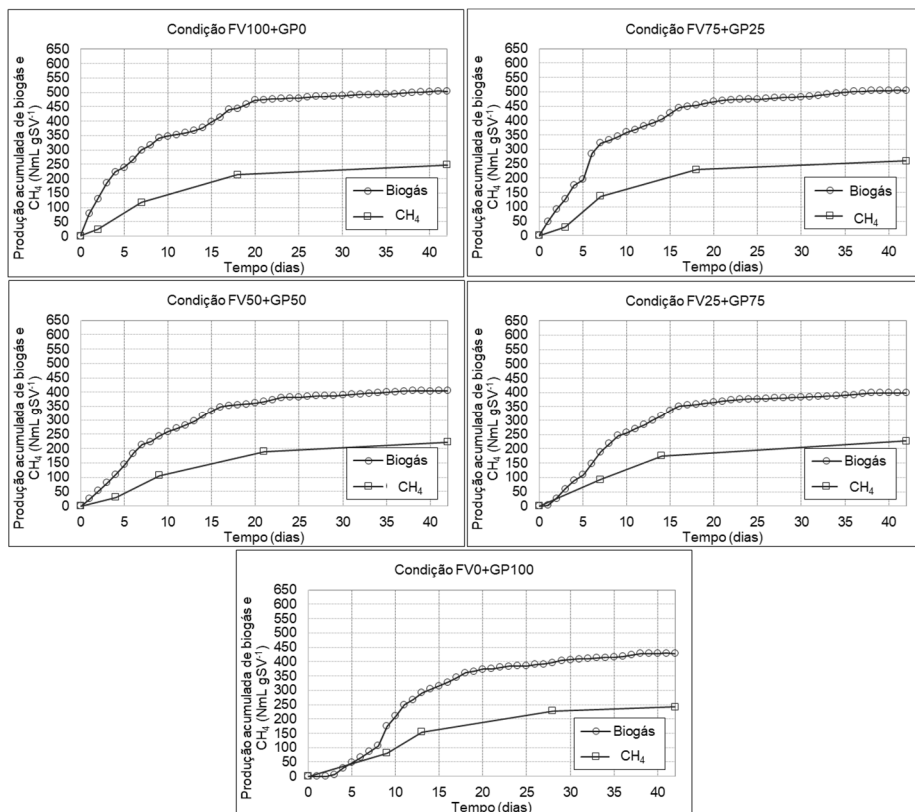 Condição FV100+GP0
Produção acumulada de biogás e
CH₄ (NmL gSV⁻¹)
650
600
550
500
450
400
350
300
250
200
150
100
50
0
Biogás
CH₄
0 5 10 15 20 25 30 35 40
Tempo (dias)
Condição FV75+GP25
Produção acumulada de biogás e
CH₄ (NmL gSV⁻¹)
650
600
550
500
450
400
350
300
250
200
150
100
50
0
Biogás
CH₄
0 5 10 15 20 25 30 35 40
Tempo (dias)
Condição FV50+GP50
Produção acumulada de biogás e
CH₄ (NmL gSV⁻¹)
650
600
550
500
450
400
350
300
250
200
150
100
50
0
Biogás
CH₄
0 5 10 15 20 25 30 35 40
Tempo (dias)
Condição FV25+GP75
Produção acumulada de biogás e
CH₄ (NmL gSV⁻¹)
650
600
550
500
450
400
350
300
250
200
150
100
50
0
Biogás
CH₄
0 5 10 15 20 25 30 35 40
Tempo (dias)
Condição FV0+GP100
Produção acumulada de biogás e
CH₄ (NmL gSV⁻¹)
650
600
550
500
450
400
350
300
250
200
150
100
50
0
Biogás
CH₄
0 5 10 15 20 25 30 35 40
Tempo (dias)